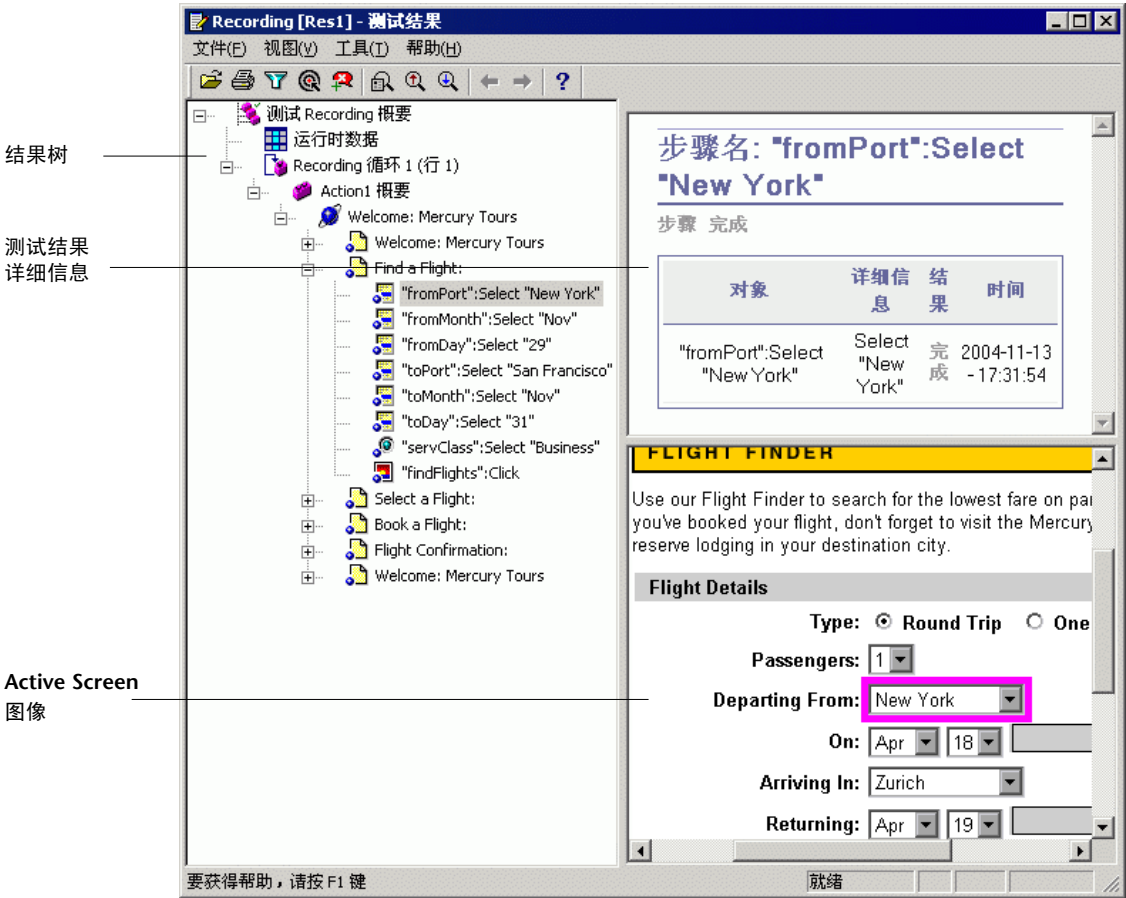 Recording [Res1] - 测试结果
文件(F) 视图(V) 工具(T) 帮助(H)
结果树
测试结果
详细信息
Active Screen
图像
测试 Recording 概要
运行时数据
Recording 循环 1 (行 1)
Action1 概要
Welcome: Mercury Tours
Welcome: Mercury Tours
Find a Flight:
"fromPort":Select "New York"
"fromMonth":Select "Nov"
"fromDay":Select "29"
"toPort":Select "San Francisco"
"toMonth":Select "Nov"
"toDay":Select "31"
"servClass":Select "Business"
"findFlights":Click
Select a Flight:
Book a Flight:
Flight Confirmation:
Welcome: Mercury Tours
步骤名: "fromPort":Select
"New York"
步骤 完成
对象 详细信息 结果 时间
"fromPort":Select "New York" Select "New York" 完成 2004-11-13 - 17:31:54
FLIGHT FINDER
Use our Flight Finder to search for the lowest fare on par
you've booked your flight, don't forget to visit the Mercury
reserve lodging in your destination city.
Flight Details
Type: Round Trip One
Passengers: 1
Departing From: New York
On: Apr 18
Arriving In: Zurich
Returning: Apr 19
要获得帮助，请按 F1 键
就绪